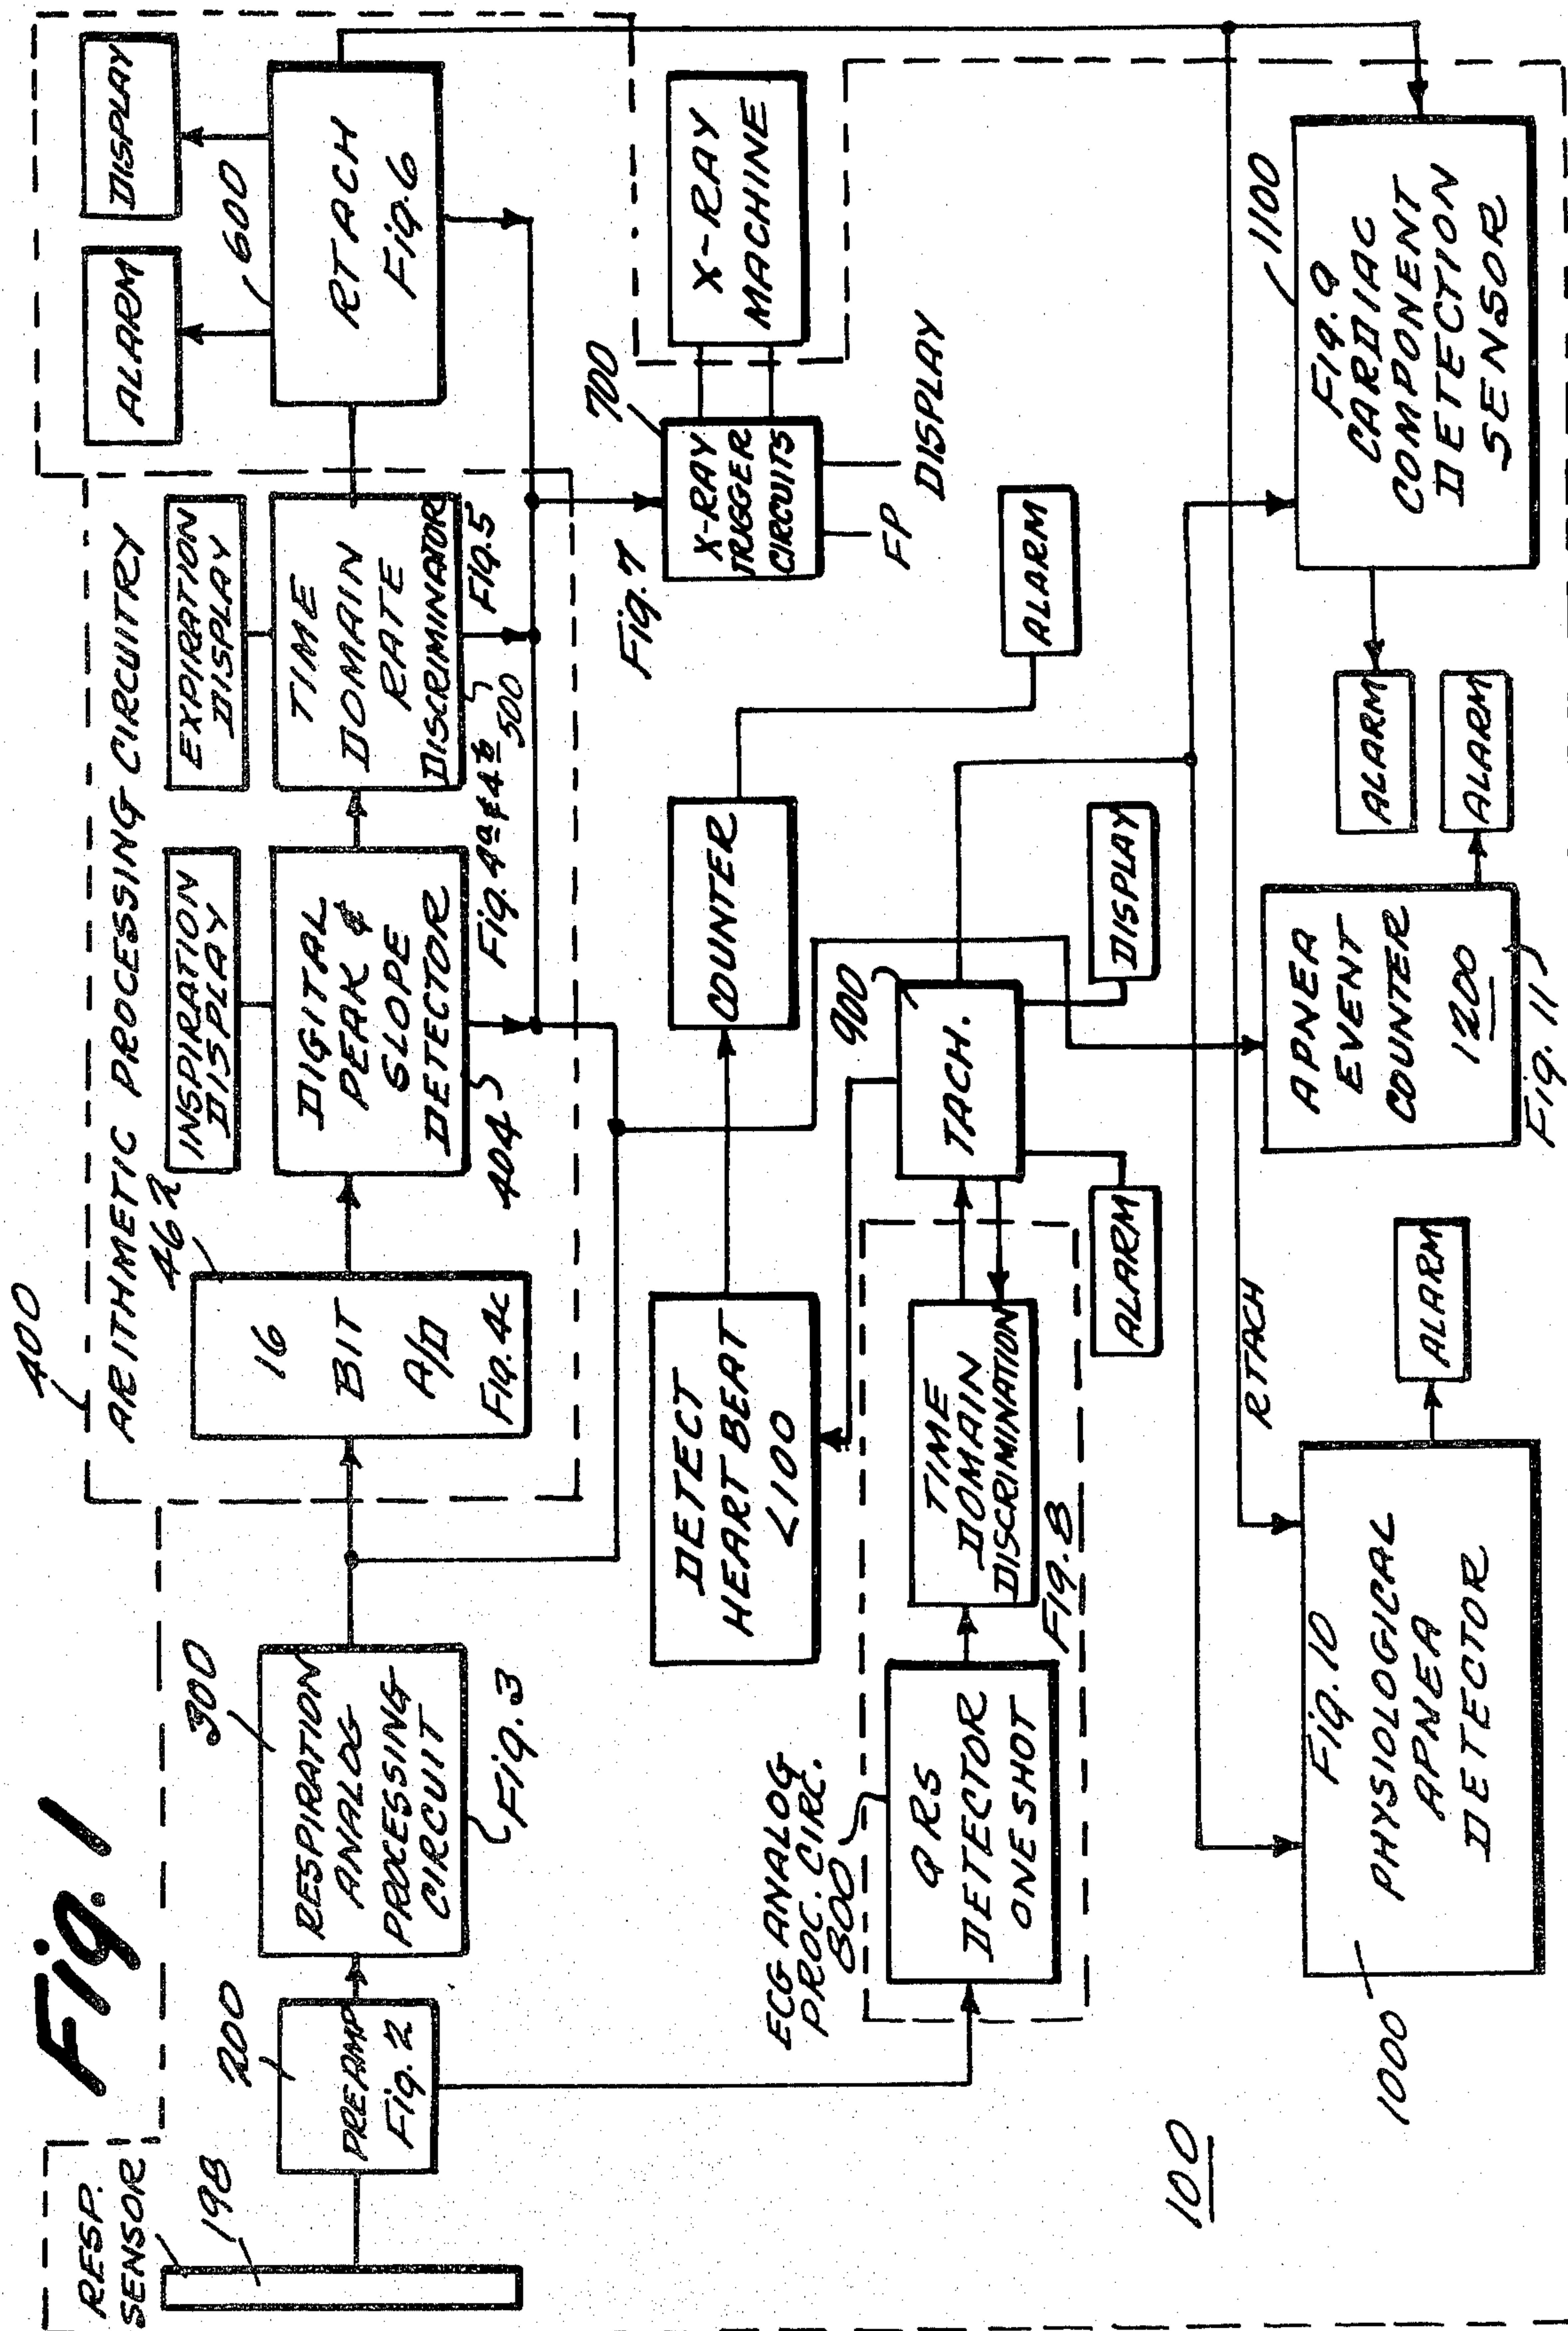 Fig. 1
RESP.
SENSOR
198
200
PREAMP
Fig. 2
300
RESPIRATION
ANALOG
PROCESSING
CIRCUIT
Fig. 3
400
ARITHMETIC PROCESSING CIRCUITRY
462
16
BIT
A/D
Fig. 4c
INSPIRATION
DISPLAY
DIGITAL
PEAK &
SLOPE
DETECTOR
404
Fig. 4a & 4b
EXPIRATION
DISPLAY
TIME
DOMAIN
RATE
DISCRIMINATOR
500
Fig. 5
ALARM
DISPLAY
600
RTACH
Fig. 6
Fig. 7
700
X-RAY
TRIGGER
CIRCUITS
FP
DISPLAY
X-RAY
MACHINE
DETECT
HEART BEAT
<100
COUNTER
ALARM
ECG ANALOG
PROC. CIRC.
800
QRS
DETECTOR
ONE SHOT
TIME
DOMAIN
DISCRIMINATION
Fig. 8
900
TACH.
ALARM
DISPLAY
RTACH
100
1000
Fig. 10
PHYSIOLOGICAL
APNEA
DETECTOR
ALARM
APNER
EVENT
COUNTER
1200
Fig. 11
ALARM
ALARM
1100
Fig. 9
CARDIAC
COMPONENT
DETECTION
SENSOR